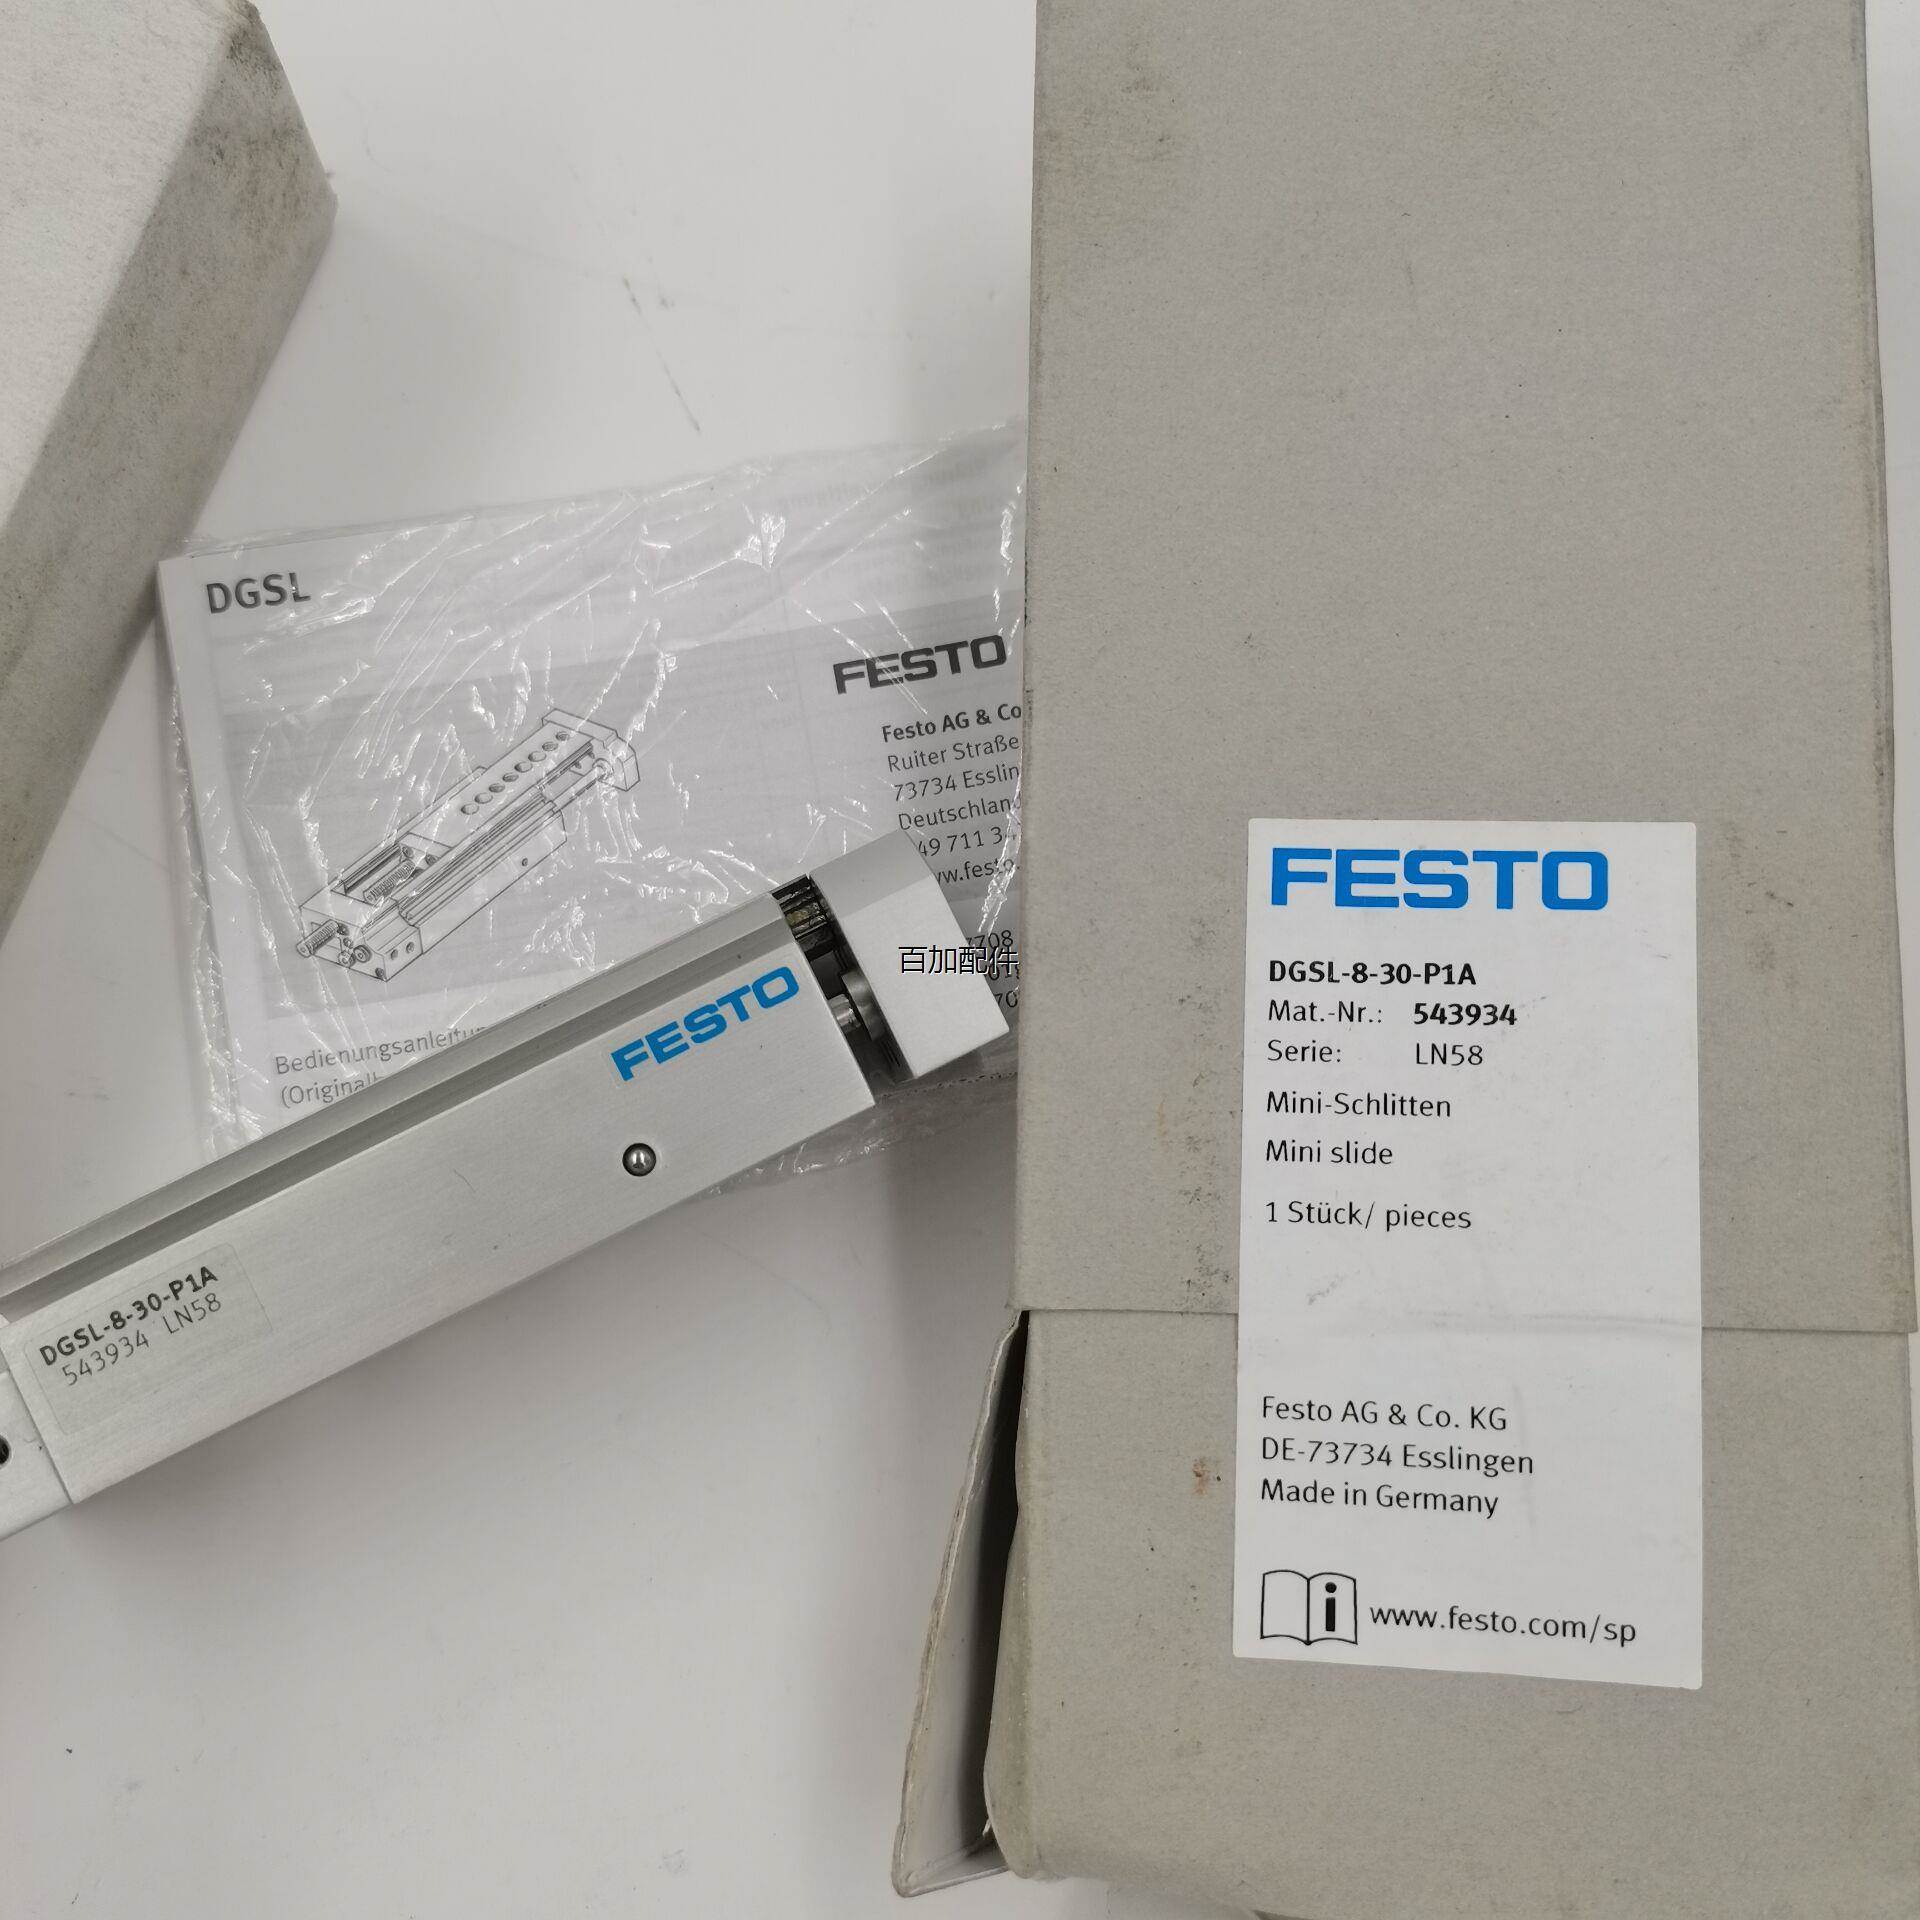 DGSL
FESTO
Festo AG & Co
Ruiter Straße
73734 Esslin
Deutschland
49 711 34
ww.festo.
7708
Bedienungsanleitu
(Original
百加配件
FESTO
DGSL-8-30-P1A
543934 LN58
FESTO
DGSL-8-30-P1A
Mat.-Nr.: 543934
Serie: LN58
Mini-Schlitten
Mini slide
1 Stück/ pieces
Festo AG & Co. KG
DE-73734 Esslingen
Made in Germany
i www.festo.com/sp